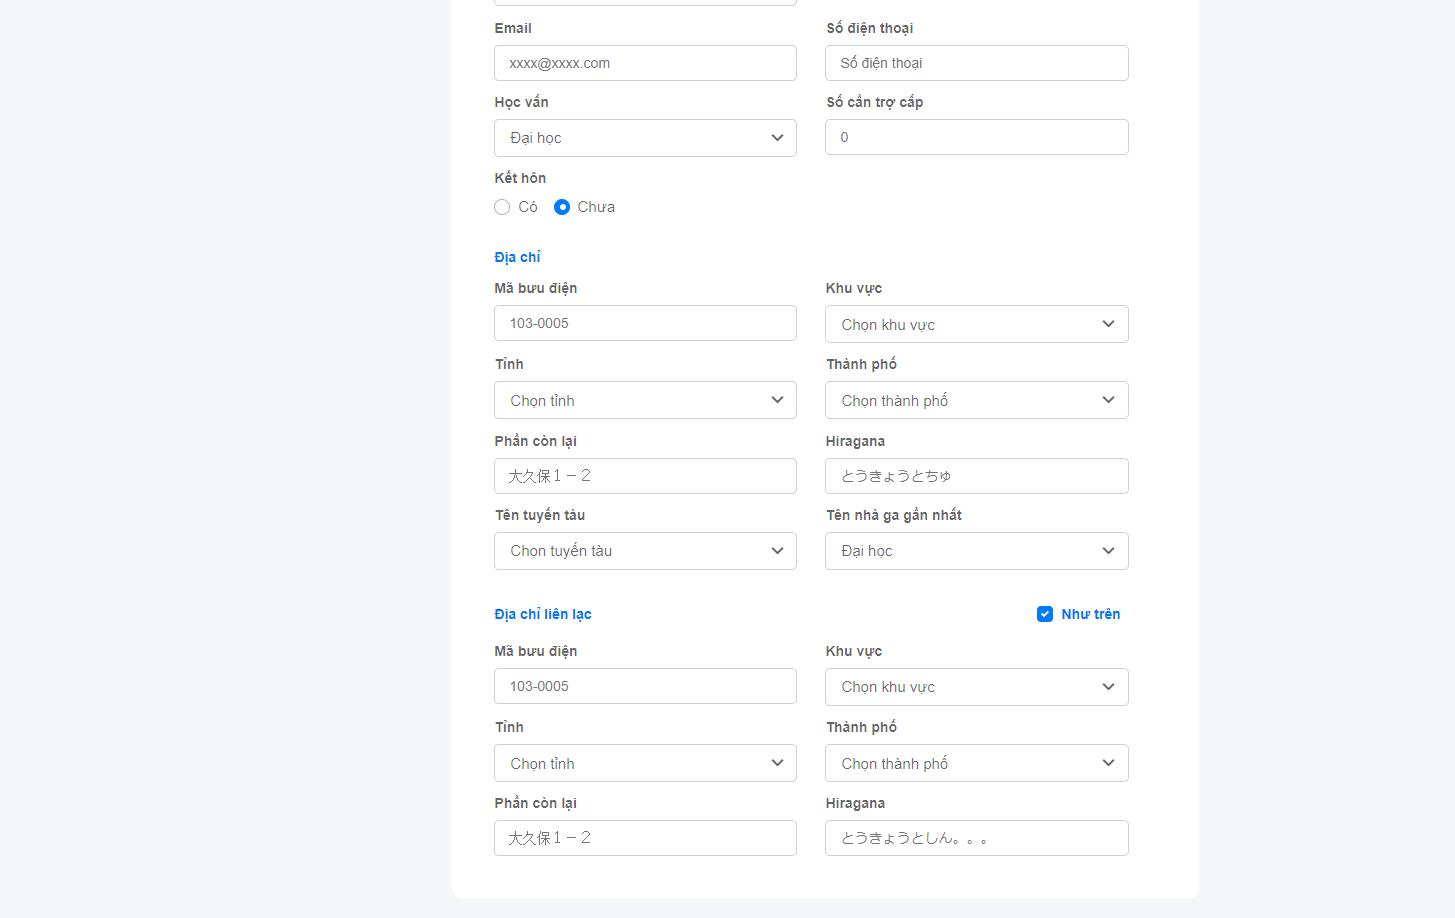 Email Số điện thoại
xxxx@xxxx.com Số điện thoại
Học vấn Số cần trợ cấp
Đại học 0
Kết hôn
Có Chưa
Địa chỉ
Mã bưu điện Khu vực
103-0005 Chọn khu vực
Tỉnh Thành phố
Chọn tỉnh Chọn thành phố
Phần còn lại Hiragana
大久保１－２ とうきょうとちゅ
Tên tuyến tàu Tên nhà ga gần nhất
Chọn tuyến tàu Đại học
Địa chỉ liên lạc Như trên
Mã bưu điện Khu vực
103-0005 Chọn khu vực
Tỉnh Thành phố
Chọn tỉnh Chọn thành phố
Phần còn lại Hiragana
大久保１－２ とうきょうとしん。。。